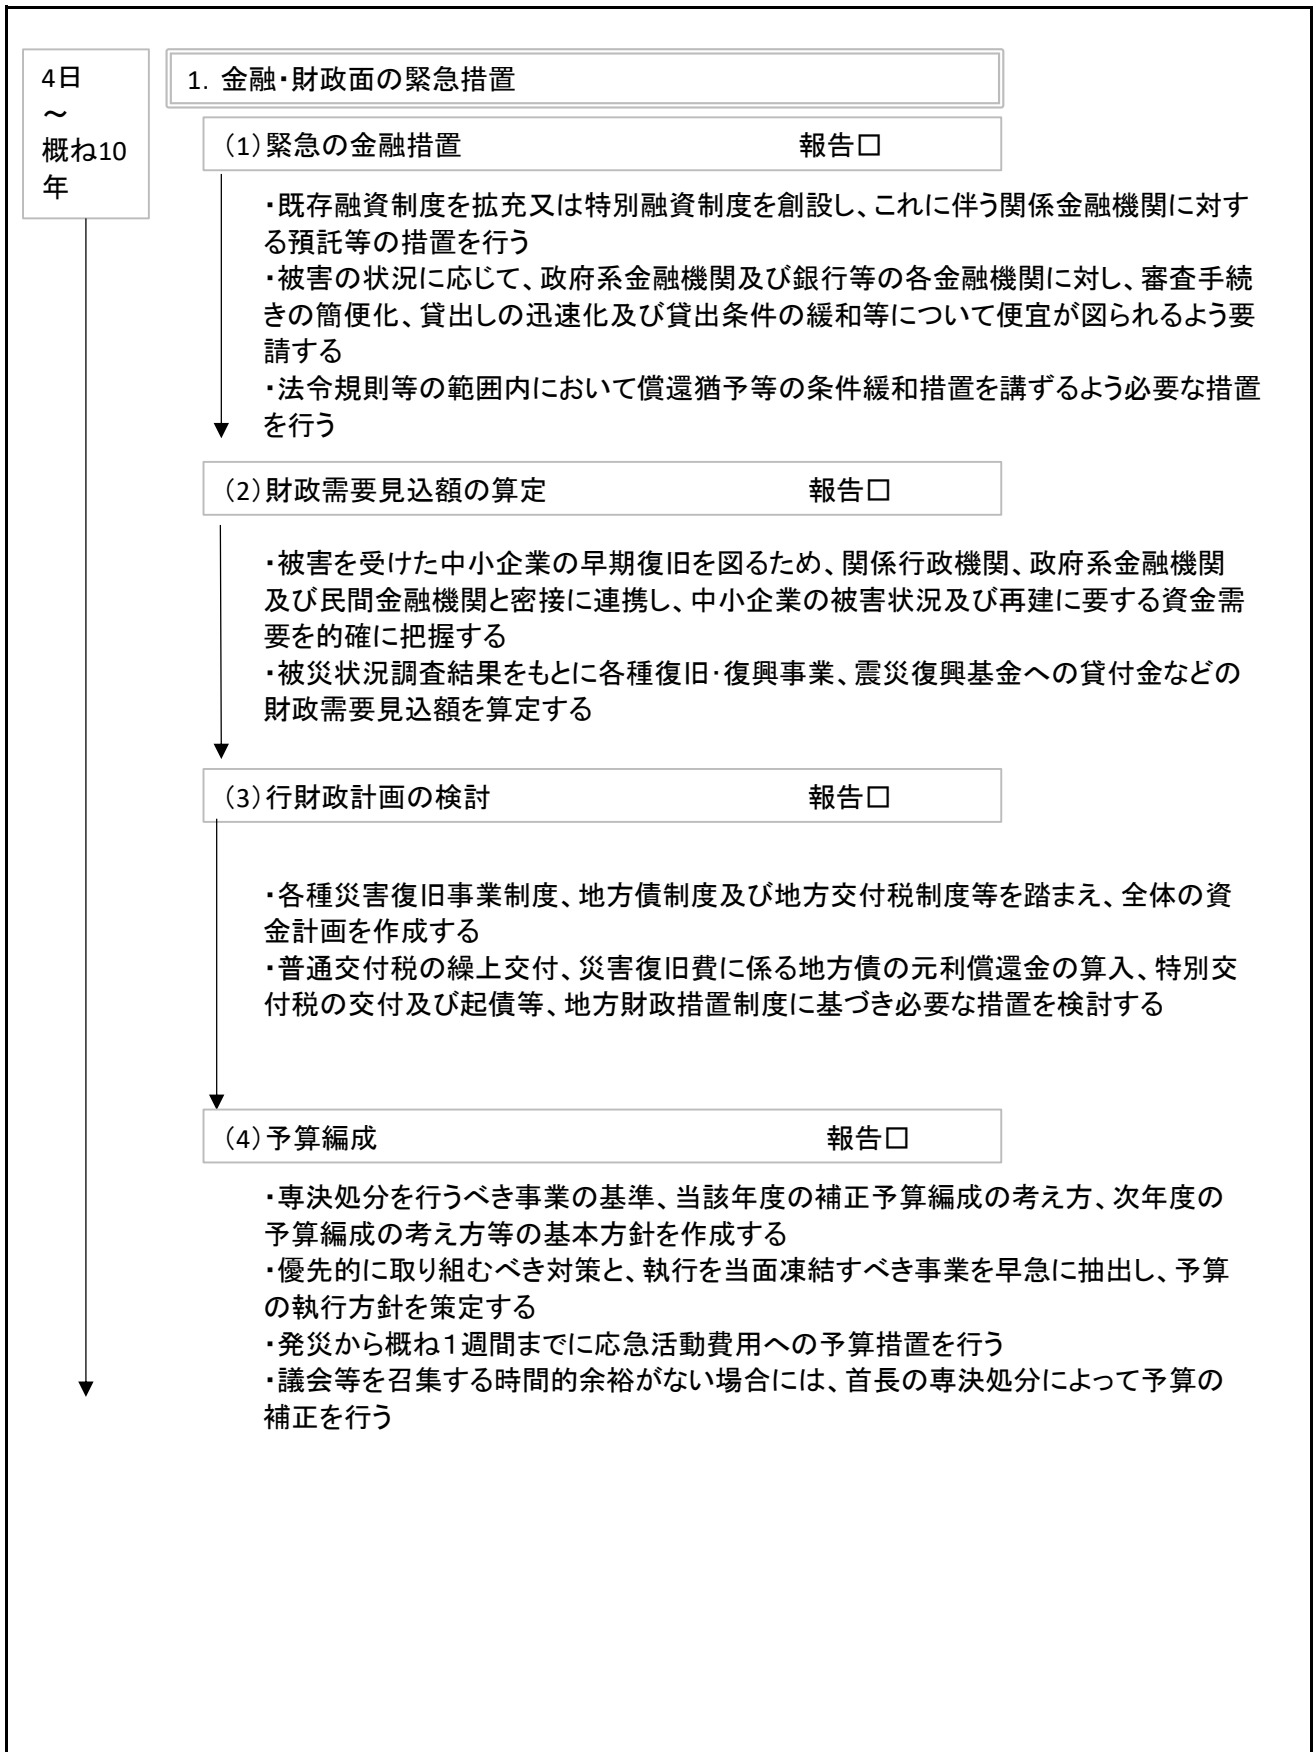 4日
～
概ね10
年
1. 金融・財政面の緊急措置
(1)緊急の金融措置 報告□
・既存融資制度を拡充又は特別融資制度を創設し、これに伴う関係金融機関に対す
る預託等の措置を行う
・被害の状況に応じて、政府系金融機関及び銀行等の各金融機関に対し、審査手続
きの簡便化、貸出しの迅速化及び貸出条件の緩和等について便宜が図られるよう要
請する
・法令規則等の範囲内において償還猶予等の条件緩和措置を講ずるよう必要な措置
を行う
(2)財政需要見込額の算定 報告□
・被害を受けた中小企業の早期復旧を図るため、関係行政機関、政府系金融機関
及び民間金融機関と密接に連携し、中小企業の被害状況及び再建に要する資金需
要を的確に把握する
・被災状況調査結果をもとに各種復旧・復興事業、震災復興基金への貸付金などの
財政需要見込額を算定する
(3)行財政計画の検討 報告□
・各種災害復旧事業制度、地方債制度及び地方交付税制度等を踏まえ、全体の資
金計画を作成する
・普通交付税の繰上交付、災害復旧費に係る地方債の元利償還金の算入、特別交
付税の交付及び起債等、地方財政措置制度に基づき必要な措置を検討する
(4)予算編成 報告□
・専決処分を行うべき事業の基準、当該年度の補正予算編成の考え方、次年度の
予算編成の考え方等の基本方針を作成する
・優先的に取り組むべき対策と、執行を当面凍結すべき事業を早急に抽出し、予算
の執行方針を策定する
・発災から概ね１週間までに応急活動費用への予算措置を行う
・議会等を召集する時間的余裕がない場合には、首長の専決処分によって予算の
補正を行う